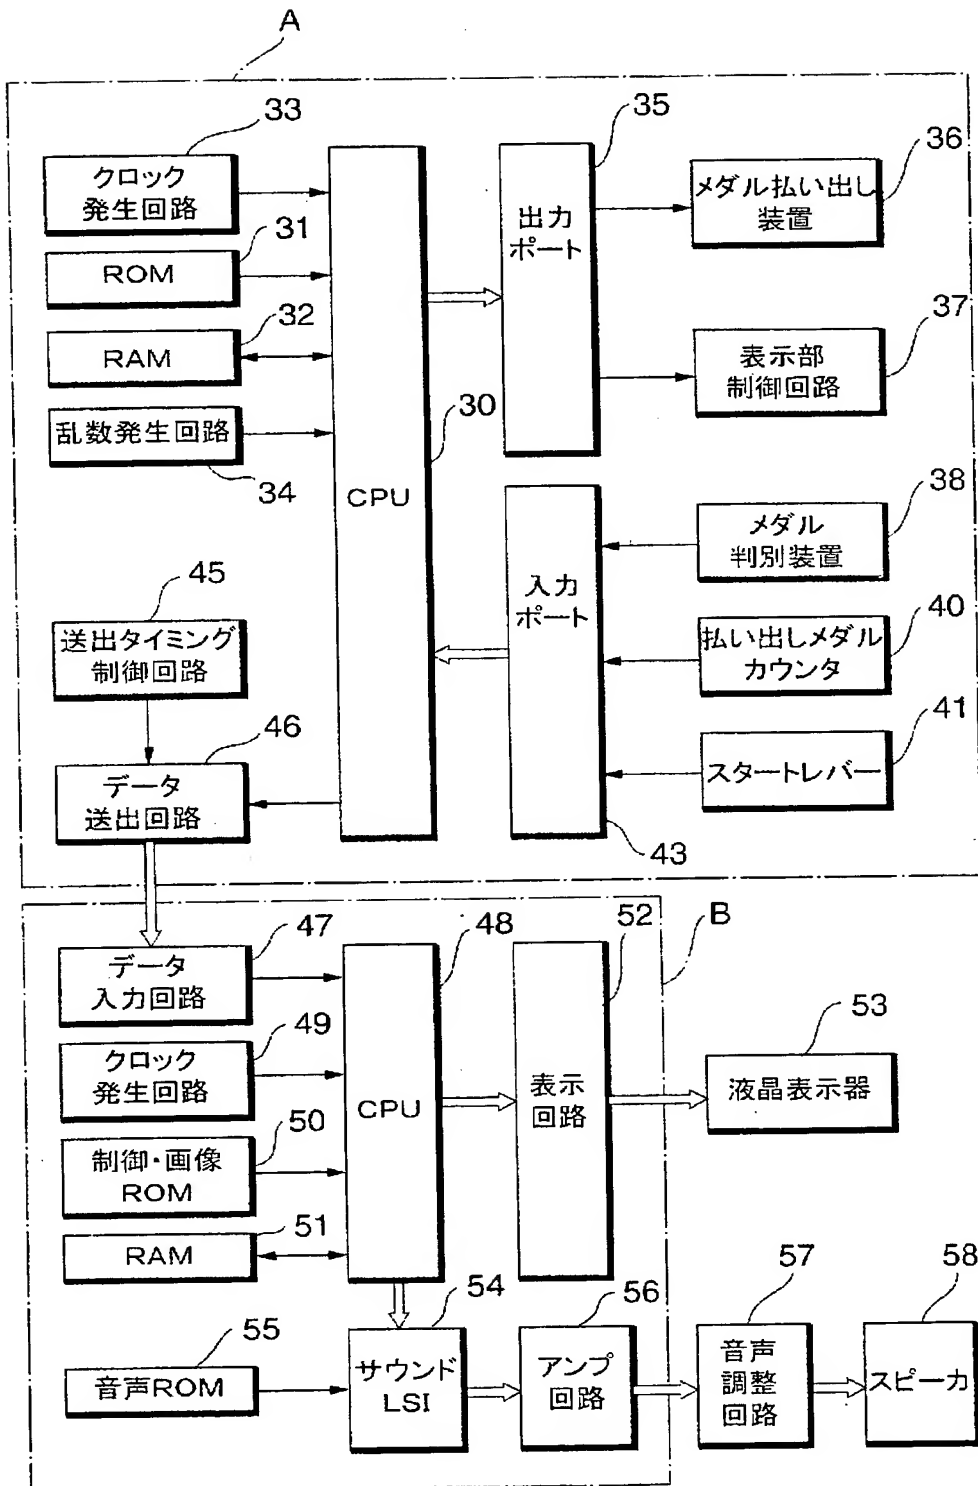 A
33
クロック
発生回路
31
ROM
32
RAM
乱数発生回路
34
CPU
30
35
出力
ポート
36
メダル払い出し
装置
37
表示部
制御回路
38
メダル
判別装置
入力
ポート
40
払い出しメダル
カウンタ
41
スタートレバー
43
45
送出タイミング
制御回路
46
データ
送出回路
B
47
データ
入力回路
48
CPU
49
クロック
発生回路
50
制御・画像
ROM
51
RAM
52
表示
回路
53
液晶表示器
54
サウンド
LSI
55
音声ROM
56
アンプ
回路
57
音声
調整
回路
58
スピーカ